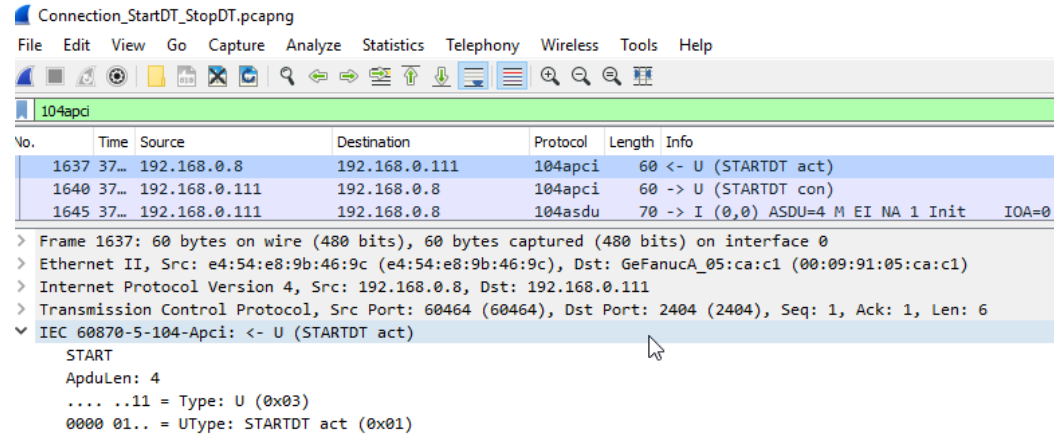 Connection_StartDT_StopDT.pcapng
File Edit View Go Capture Analyze Statistics Telephony Wireless Tools Help
104apci
No. Time Source Destination Protocol Length Info
1637 37… 192.168.0.8 192.168.0.111 104apci 60 <- U (STARTDT act)
1640 37… 192.168.0.111 192.168.0.8 104apci 60 -> U (STARTDT con)
1645 37… 192.168.0.111 192.168.0.8 104asdu 70 -> I (0,0) ASDU=4 M EI NA 1 Init IOA=0
> Frame 1637: 60 bytes on wire (480 bits), 60 bytes captured (480 bits) on interface 0
> Ethernet II, Src: e4:54:e8:9b:46:9c (e4:54:e8:9b:46:9c), Dst: GeFanucA_05:ca:c1 (00:09:91:05:ca:c1)
> Internet Protocol Version 4, Src: 192.168.0.8, Dst: 192.168.0.111
> Transmission Control Protocol, Src Port: 60464 (60464), Dst Port: 2404 (2404), Seq: 1, Ack: 1, Len: 6
IEC 60870-5-104-Apci: <- U (STARTDT act)
START
ApduLen: 4
.... ..11 = Type: U (0x03)
0000 01.. = UType: STARTDT act (0x01)